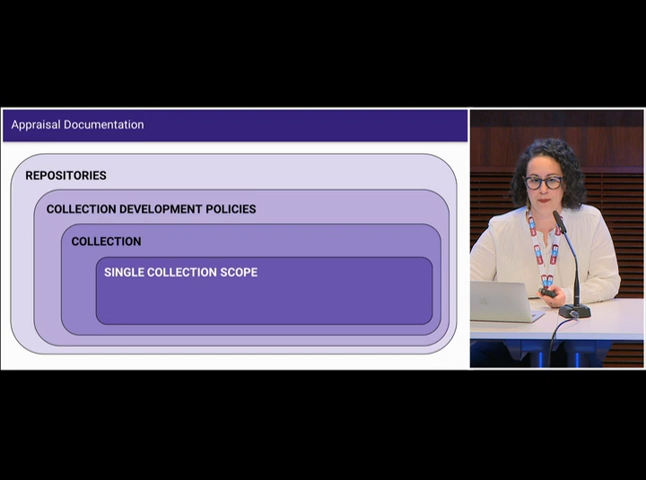 Appraisal Documentation
REPOSITORIES
COLLECTION DEVELOPMENT POLICIES
COLLECTION
SINGLE COLLECTION SCOPE